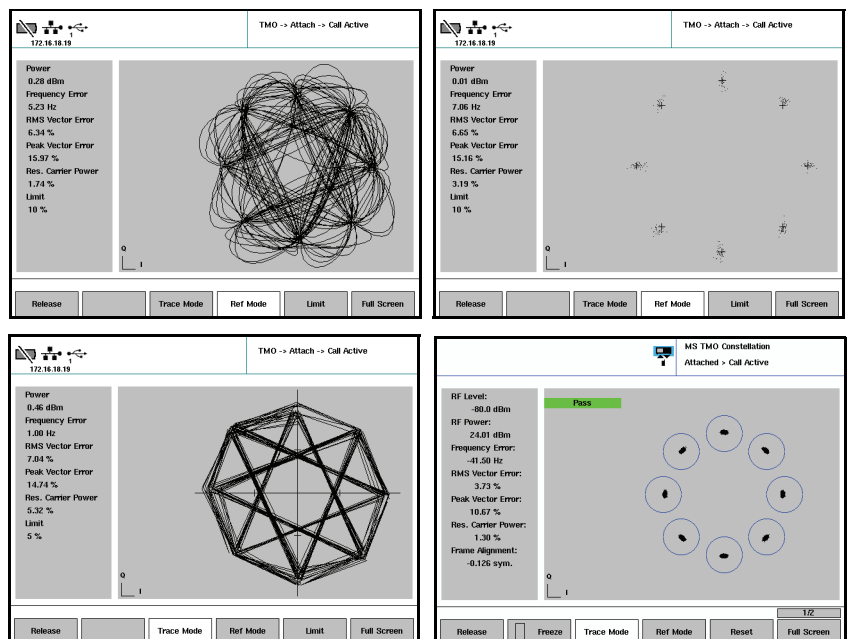 TMO -> Attach -> Call Active
1
172.16.18.19
Power
0.28 dBm
Frequency Error
5.23 Hz
RMS Vector Error
6.34 %
Peak Vector Error
15.97 %
Res. Carrier Power
1.74 %
Limit
10 %
Q
I
Release
Trace Mode
Ref Mode
Limit
Full Screen
TMO -> Attach -> Call Active
1
172.16.18.19
Power
0.01 dBm
Frequency Error
7.06 Hz
RMS Vector Error
6.65 %
Peak Vector Error
15.16 %
Res. Carrier Power
3.19 %
Limit
10 %
Q
I
Release
Trace Mode
Ref Mode
Limit
Full Screen
TMO -> Attach -> Call Active
1
172.16.18.19
Power
0.46 dBm
Frequency Error
1.00 Hz
RMS Vector Error
7.04 %
Peak Vector Error
14.74 %
Res. Carrier Power
5.32 %
Limit
5 %
Q
I
Release
Trace Mode
Ref Mode
Limit
Full Screen
MS TMO Constellation
Attached > Call Active
RF Level:
-80.0 dBm
RF Power:
24.01 dBm
Frequency Error:
-41.50 Hz
RMS Vector Error:
3.73 %
Peak Vector Error:
10.67 %
Res. Carrier Power:
1.30 %
Frame Alignment:
-0.126 sym.
Pass
Q
I
1/2
Release
Freeze
Trace Mode
Ref Mode
Reset
Full Screen